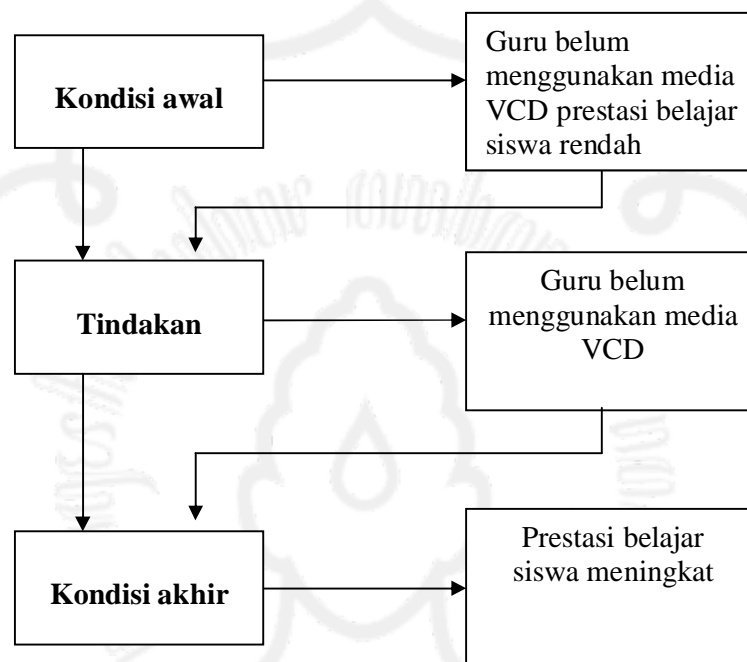 Kondisi awal
Guru belum
menggunakan media
VCD prestasi belajar
siswa rendah
Tindakan
Guru belum
menggunakan media
VCD
Kondisi akhir
Prestasi belajar
siswa meningkat